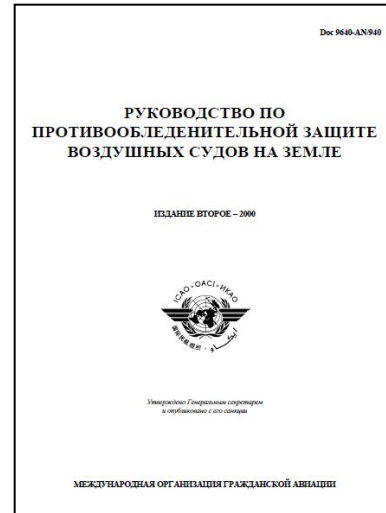 Doc 9640-AN/940
РУКОВОДСТВО ПО
ПРОТИВООБЛЕДЕНИТЕЛЬНОЙ ЗАЩИТЕ
ВОЗДУШНЫХ СУДОВ НА ЗЕМЛЕ
ИЗДАНИЕ ВТОРОЕ – 2000
ICAO · OACI · ИКАО
Утверждено Генеральным секретарем
и опубликовано с его санкции
МЕЖДУНАРОДНАЯ ОРГАНИЗАЦИЯ ГРАЖДАНСКОЙ АВИАЦИИ